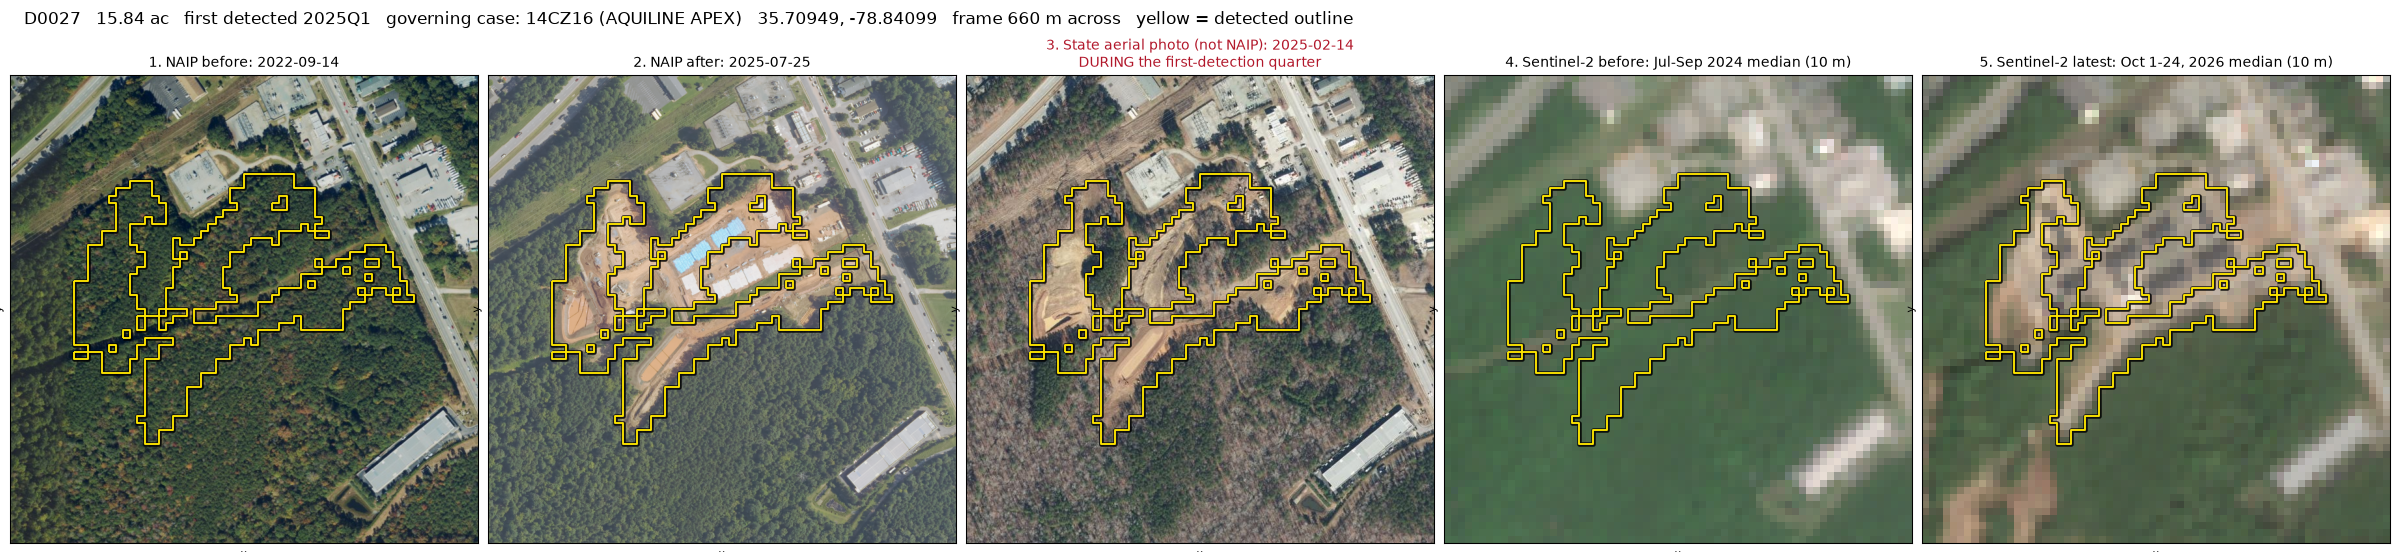 D0027   15.84 ac   first detected 2025Q1   governing case: 14CZ16 (AQUILINE APEX)   35.70949, -78.84099   frame 660 m across   yellow = detected outline
1. NAIP before: 2022-09-14
2. NAIP after: 2025-07-25
3. State aerial photo (not NAIP): 2025-02-14
DURING the first-detection quarter
4. Sentinel-2 before: Jul-Sep 2024 median (10 m)
5. Sentinel-2 latest: Oct 1-24, 2026 median (10 m)